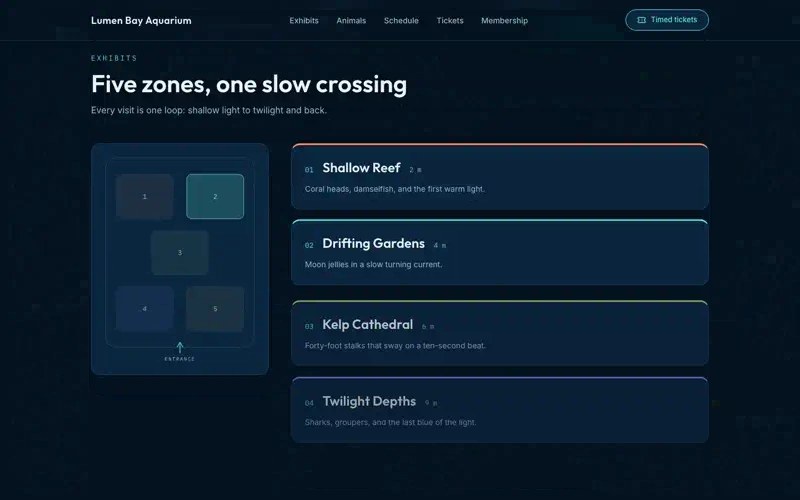 Lumen Bay Aquarium
Exhibits
Animals
Schedule
Tickets
Membership
Timed tickets
EXHIBITS
Five zones, one slow crossing
Every visit is one loop: shallow light to twilight and back.
1
2
3
4
5
ENTRANCE
01 Shallow Reef 2 m
Coral heads, damselfish, and the first warm light.
02 Drifting Gardens 4 m
Moon jellies in a slow turning current.
03 Kelp Cathedral 6 m
Forty-foot stalks that sway on a ten-second beat.
04 Twilight Depths 9 m
Sharks, groupers, and the last blue of the light.